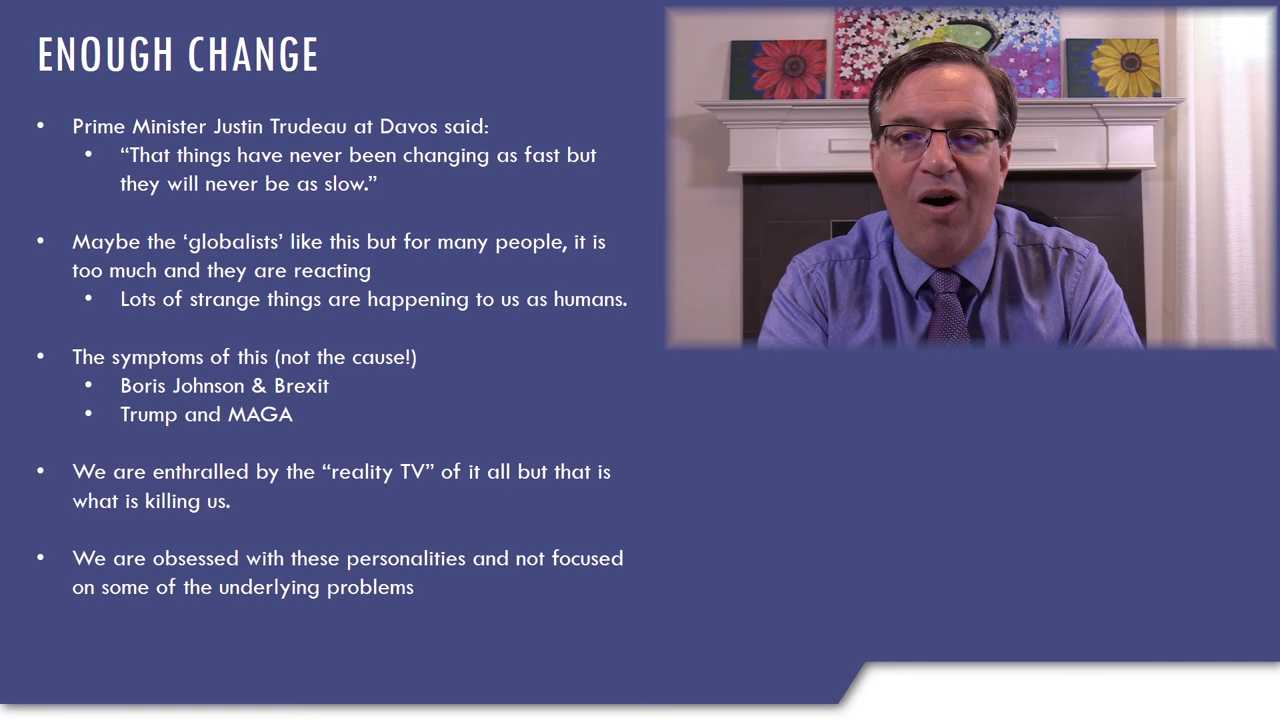 ENOUGH CHANGE
• Prime Minister Justin Trudeau at Davos said:
• “That things have never been changing as fast but
they will never be as slow.”
• Maybe the ‘globalists’ like this but for many people, it is
too much and they are reacting
• Lots of strange things are happening to us as humans.
• The symptoms of this (not the cause!)
• Boris Johnson & Brexit
• Trump and MAGA
• We are enthralled by the “reality TV” of it all but that is
what is killing us.
• We are obsessed with these personalities and not focused
on some of the underlying problems